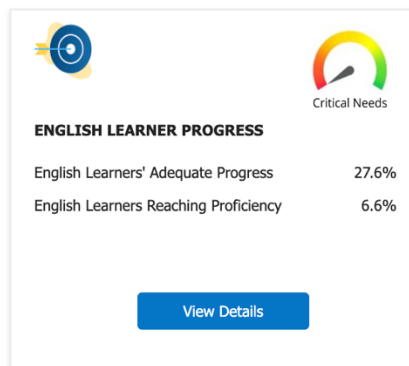 Critical Needs
ENGLISH LEARNER PROGRESS
English Learners' Adequate Progress 27.6%
English Learners Reaching Proficiency 6.6%
View Details